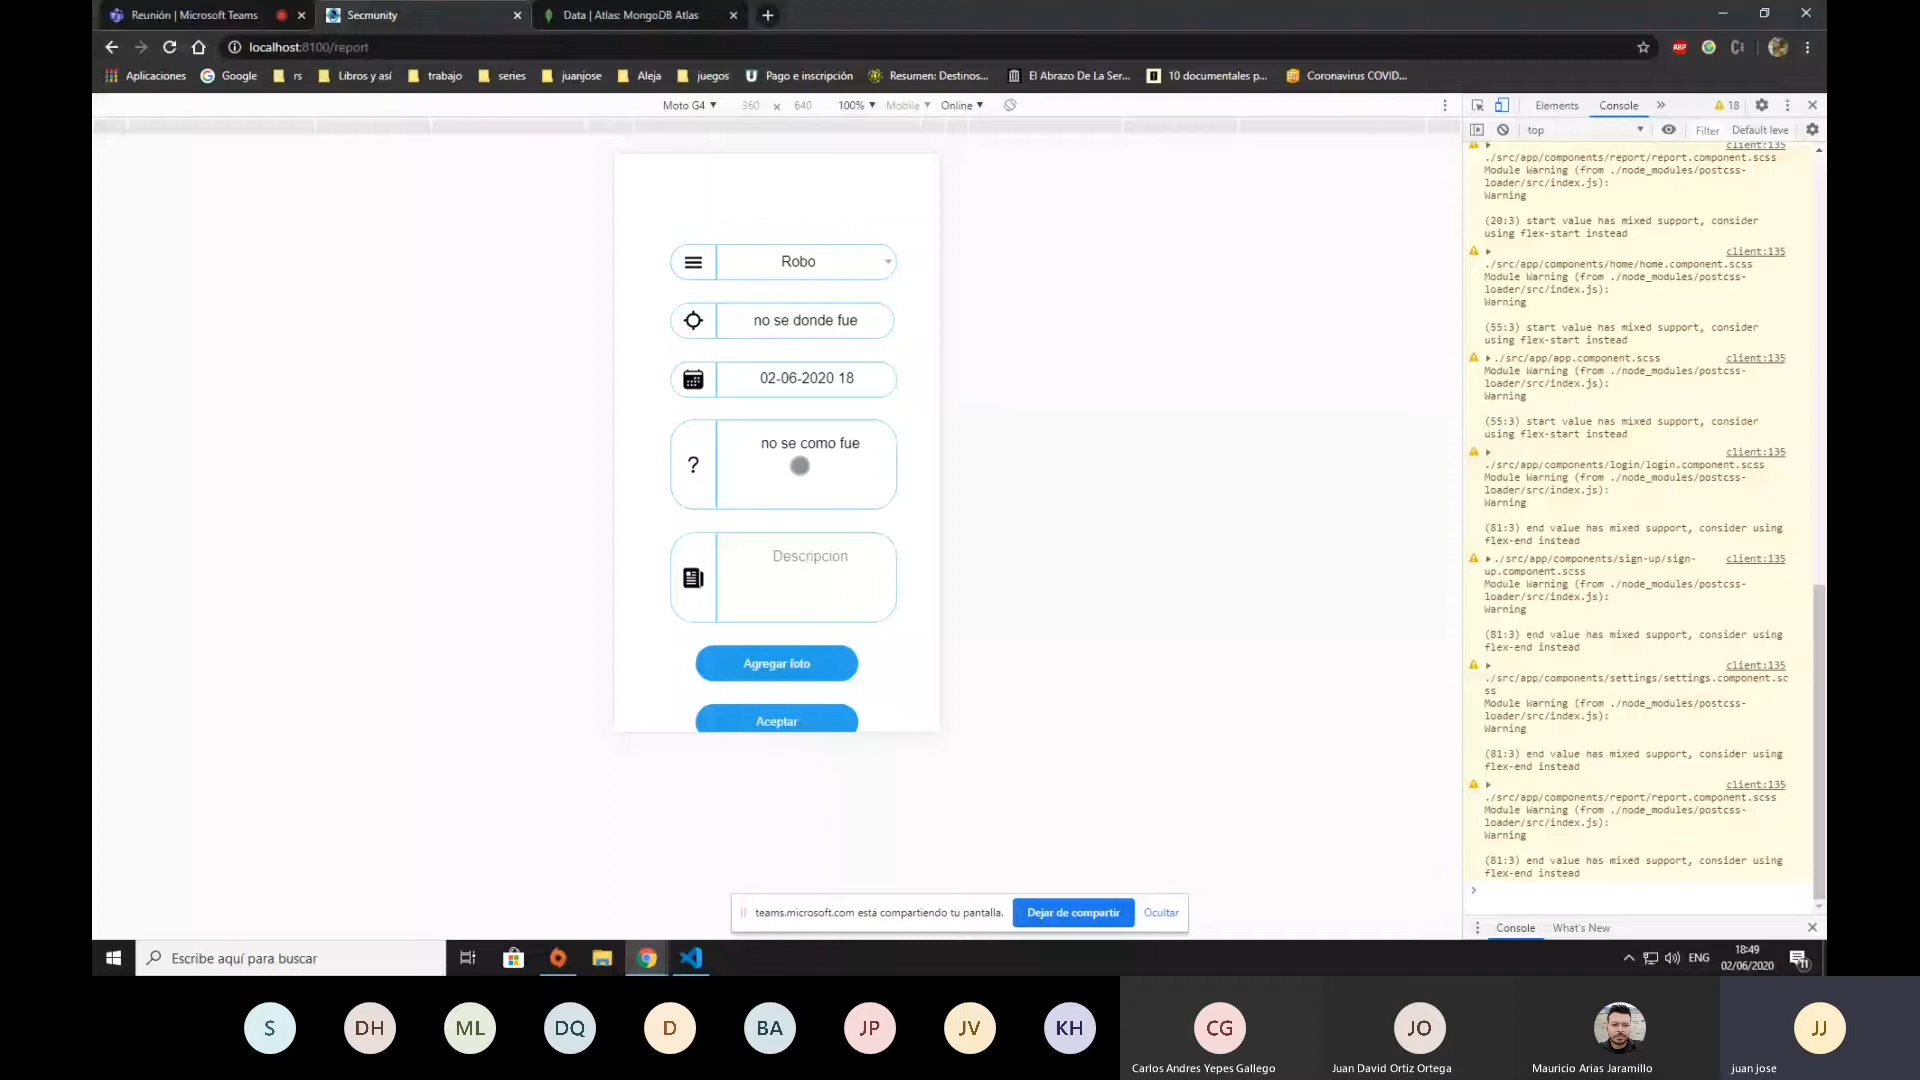 Reunión | Microsoft Teams
Secmunity
Data | Atlas: MongoDB Atlas
localhost:8100/report
ABP
Aplicaciones
Google
rs
Libros y así
trabajo
series
juanjose
Aleja
juegos
Pago e inscripción
Resumen: Destinos...
El Abrazo De La Ser...
10 documentales p...
Coronavirus COVID...
Moto G4 ▼ 360 × 640 100% ▼ Mobile ▼ Online ▼
Elements Console » 18
top Filter Default leve
client:135
./src/app/components/report/report.component.scss
Module Warning (from ./node_modules/postcss-
loader/src/index.js):
Warning
(20:3) start value has mixed support, consider
using flex-start instead
client:135
./src/app/components/home/home.component.scss
Module Warning (from ./node_modules/postcss-
loader/src/index.js):
Warning
(55:3) start value has mixed support, consider
using flex-start instead
./src/app/app.component.scss client:135
Module Warning (from ./node_modules/postcss-
loader/src/index.js):
Warning
(55:3) start value has mixed support, consider
using flex-start instead
client:135
./src/app/components/login/login.component.scss
Module Warning (from ./node_modules/postcss-
loader/src/index.js):
Warning
(81:3) end value has mixed support, consider using
flex-end instead
./src/app/components/sign-up/sign- client:135
up.component.scss
Module Warning (from ./node_modules/postcss-
loader/src/index.js):
Warning
(81:3) end value has mixed support, consider using
flex-end instead
client:135
./src/app/components/settings/settings.component.sc
ss
Module Warning (from ./node_modules/postcss-
loader/src/index.js):
Warning
(81:3) end value has mixed support, consider using
flex-end instead
client:135
./src/app/components/report/report.component.scss
Module Warning (from ./node_modules/postcss-
loader/src/index.js):
Warning
(81:3) end value has mixed support, consider using
flex-end instead
Console What's New
Robo
no se donde fue
02-06-2020 18
? no se como fue
Descripcion
Agregar foto
Aceptar
teams.microsoft.com está compartiendo tu pantalla. Dejar de compartir Ocultar
Escribe aquí para buscar
ENG
18:49
02/06/2020
11
S DH ML DQ D BA JP JV KH CG JO JJ
Carlos Andres Yepes Gallego
Juan David Ortiz Ortega
Mauricio Arias Jaramillo
juan jose